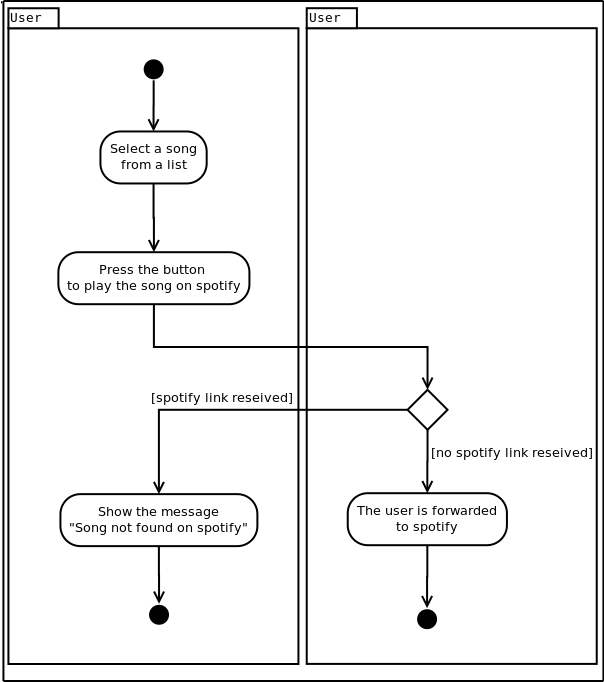 User
User
Select a song
from a list
Press the button
to play the song on spotify
[spotify link reseived]
[no spotify link reseived]
Show the message
"Song not found on spotify"
The user is forwarded
to spotify